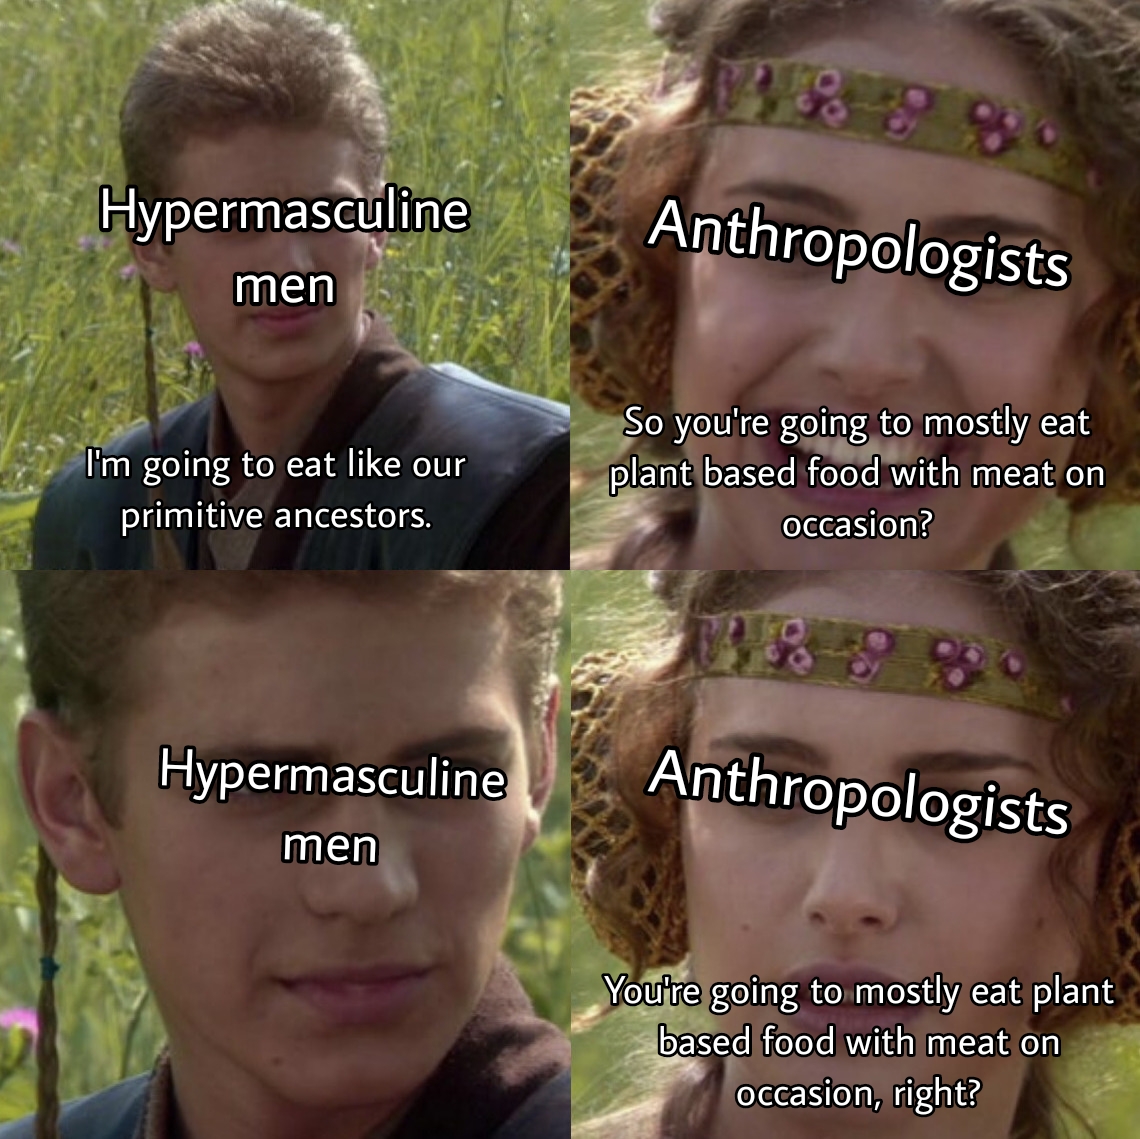 Hypermasculine
men
I'm going to eat like our
primitive ancestors.
Anthropologists
So you're going to mostly eat
plant based food with meat on
occasion?
Hypermasculine
men
Anthropologists
You're going to mostly eat plant
based food with meat on
occasion, right?